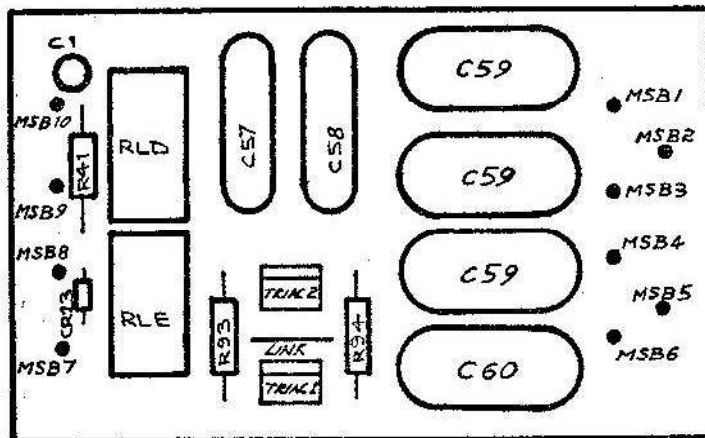 C1
MSB10
R41
MSB9
MSB8
CR23
MSB7
RLD
RLE
C57
C58
R93
TRIAC2
LINK
TRIAC1
R94
C59
C59
C59
C60
MSB1
MSB2
MSB3
MSB4
MSB5
MSB6